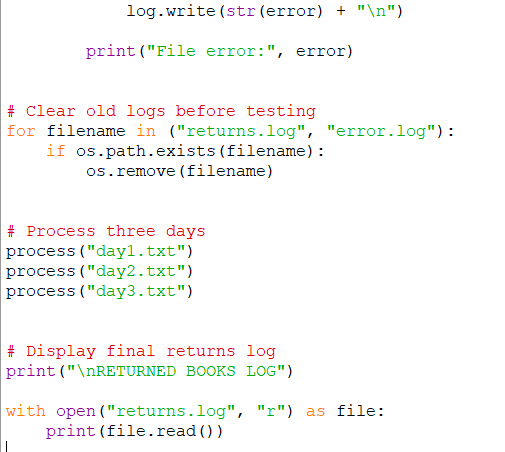 log.write(str(error) + "\n")
        print("File error:", error)
# Clear old logs before testing
for filename in ("returns.log", "error.log"):
    if os.path.exists(filename):
        os.remove(filename)
# Process three days
process("day1.txt")
process("day2.txt")
process("day3.txt")
# Display final returns log
print("\nRETURNED BOOKS LOG")
with open("returns.log", "r") as file:
    print(file.read())